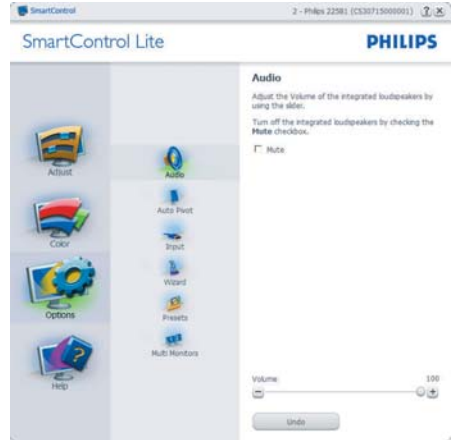 SmartControl
2 - Philips 225B1 (CS30715000001)
SmartControl Lite
PHILIPS
Adjust
Color
Options
Help
Audio
Auto Pivot
Input
Wizard
Presets
Multi Monitors
Audio
Adjust the Volume of the integrated loudspeakers by
using the slider.
Turn off the integrated loudspeakers by checking the
Mute checkbox.
Mute
Volume
100
Undo